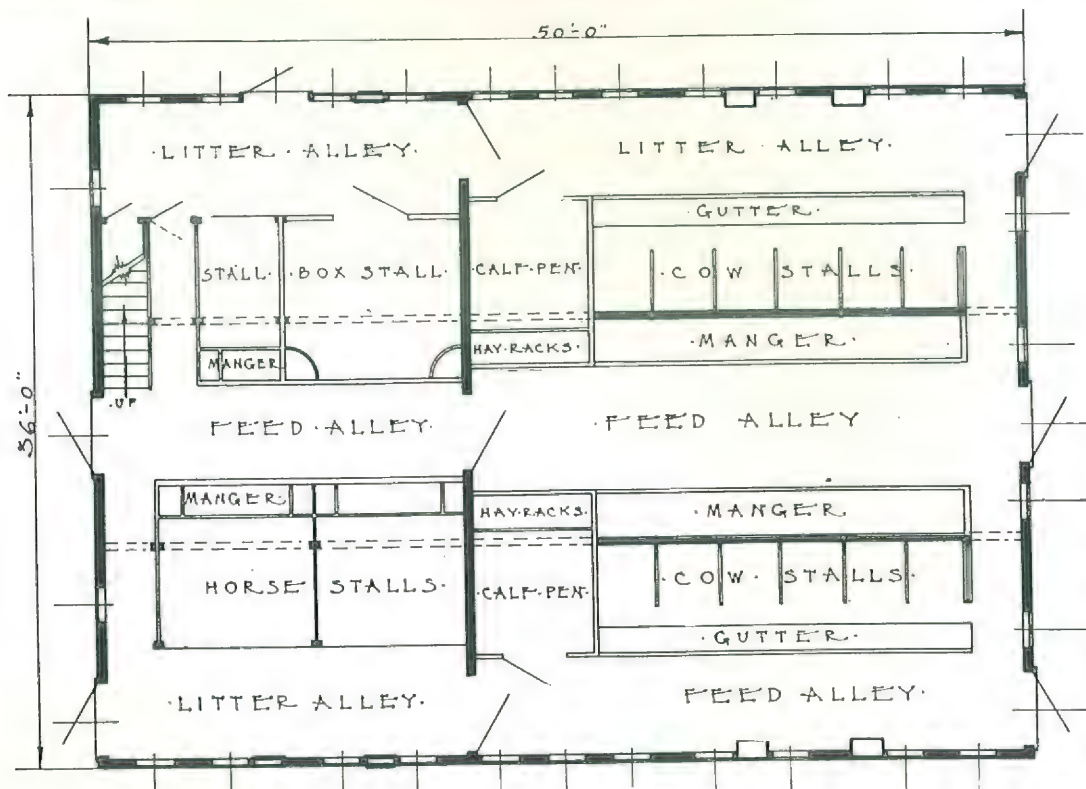 50'-0"
·LITTER·ALLEY·
LITTER ALLEY·
·GUTTER·
STALL·
·BOX STALL·
·CALF·PEN·
·COW STALLS·
·MANGER·
MANGER
HAY·RACKS·
·UP
36'-0"
FEED·ALLEY·
FEED ALLEY
MANGER·
HAY·RACKS·
·MANGER
HORSE STALLS·
·CALF·PEN·
·COW· STALLS·
·GUTTER·
·LITTER ALLEY·
FEED ALLEY·